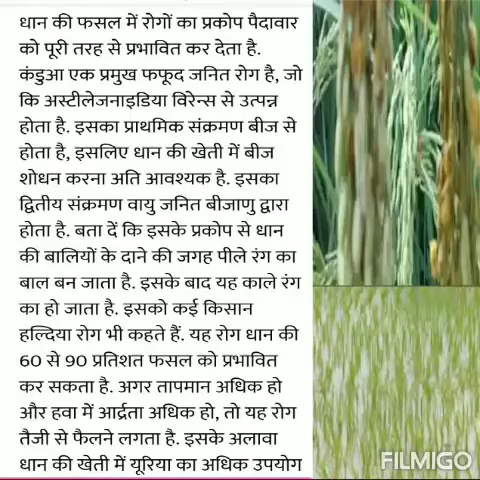 धान की फसल में रोगों का प्रकोप पैदावार
को पूरी तरह से प्रभावित कर देता है.
कंडुआ एक प्रमुख फफूद जनित रोग है, जो
कि अस्टीलेजनाइडिया विरेन्स से उत्पन्न
होता है. इसका प्राथमिक संक्रमण बीज से
होता है, इसलिए धान की खेती में बीज
शोधन करना अति आवश्यक है. इसका
द्वितीय संक्रमण वायु जनित बीजाणु द्वारा
होता है. बता दें कि इसके प्रकोप से धान
की बालियों के दाने की जगह पीले रंग का
बाल बन जाता है. इसके बाद यह काले रंग
का हो जाता है. इसको कई किसान
हल्दिया रोग भी कहते हैं. यह रोग धान की
60 से 90 प्रतिशत फसल को प्रभावित
कर सकता है. अगर तापमान अधिक हो
और हवा में आर्द्रता अधिक हो, तो यह रोग
तैजी से फैलने लगता है. इसके अलावा
धान की खेती में यूरिया का अधिक उपयोग
FILMIGO